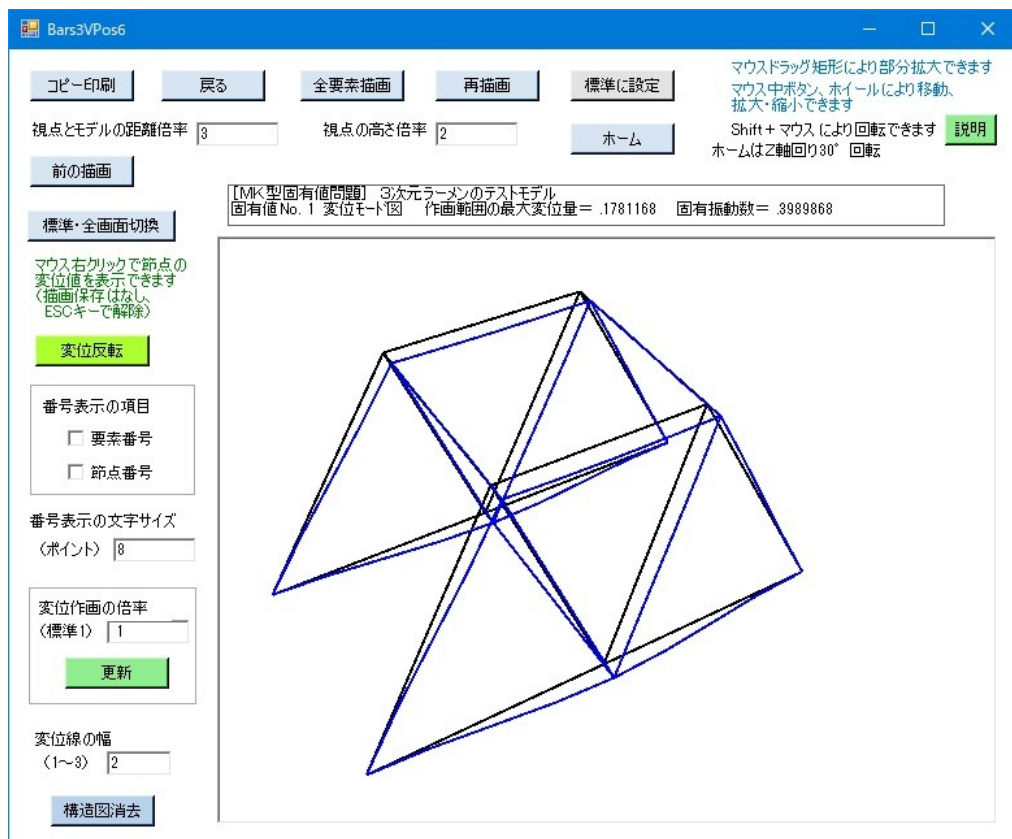 Bars3VPos6
コピー印刷
戻る
全要素描画
再描画
標準に設定
マウスドラッグ矩形により部分拡大できます
マウス中ボタン、ホイールにより移動、
拡大・縮小できます
視点とモデルの距離倍率 3
視点の高さ倍率 2
ホーム
Shift+マウス により回転できます
説明
ホームはZ軸回り30°回転
前の描画
[MK型固有値問題] 3次元ラーメンのテストモデル
固有値No. 1 変位モード図 作画範囲の最大変位量= .1781168 固有振動数= .3989868
標準・全画面切換
マウス右クリックで節点の
変位値を表示できます
(描画保存はなし、
ESCキーで解除)
変位反転
番号表示の項目
要素番号
節点番号
番号表示の文字サイズ
(ポイント) 8
変位作画の倍率
(標準1) 1
更新
変位線の幅
(1~3) 2
構造図消去